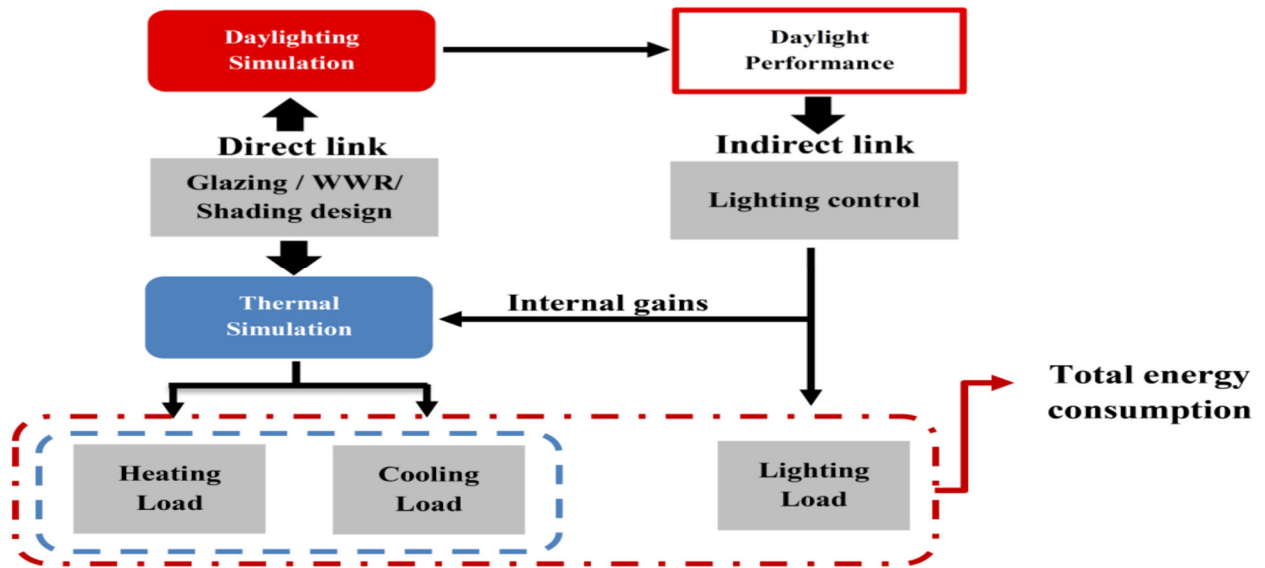 Daylighting
Simulation
Daylight
Performance
Direct link
Indirect link
Glazing / WWR/
Shading design
Lighting control
Thermal
Simulation
Internal gains
Total energy
consumption
Heating
Load
Cooling
Load
Lighting
Load